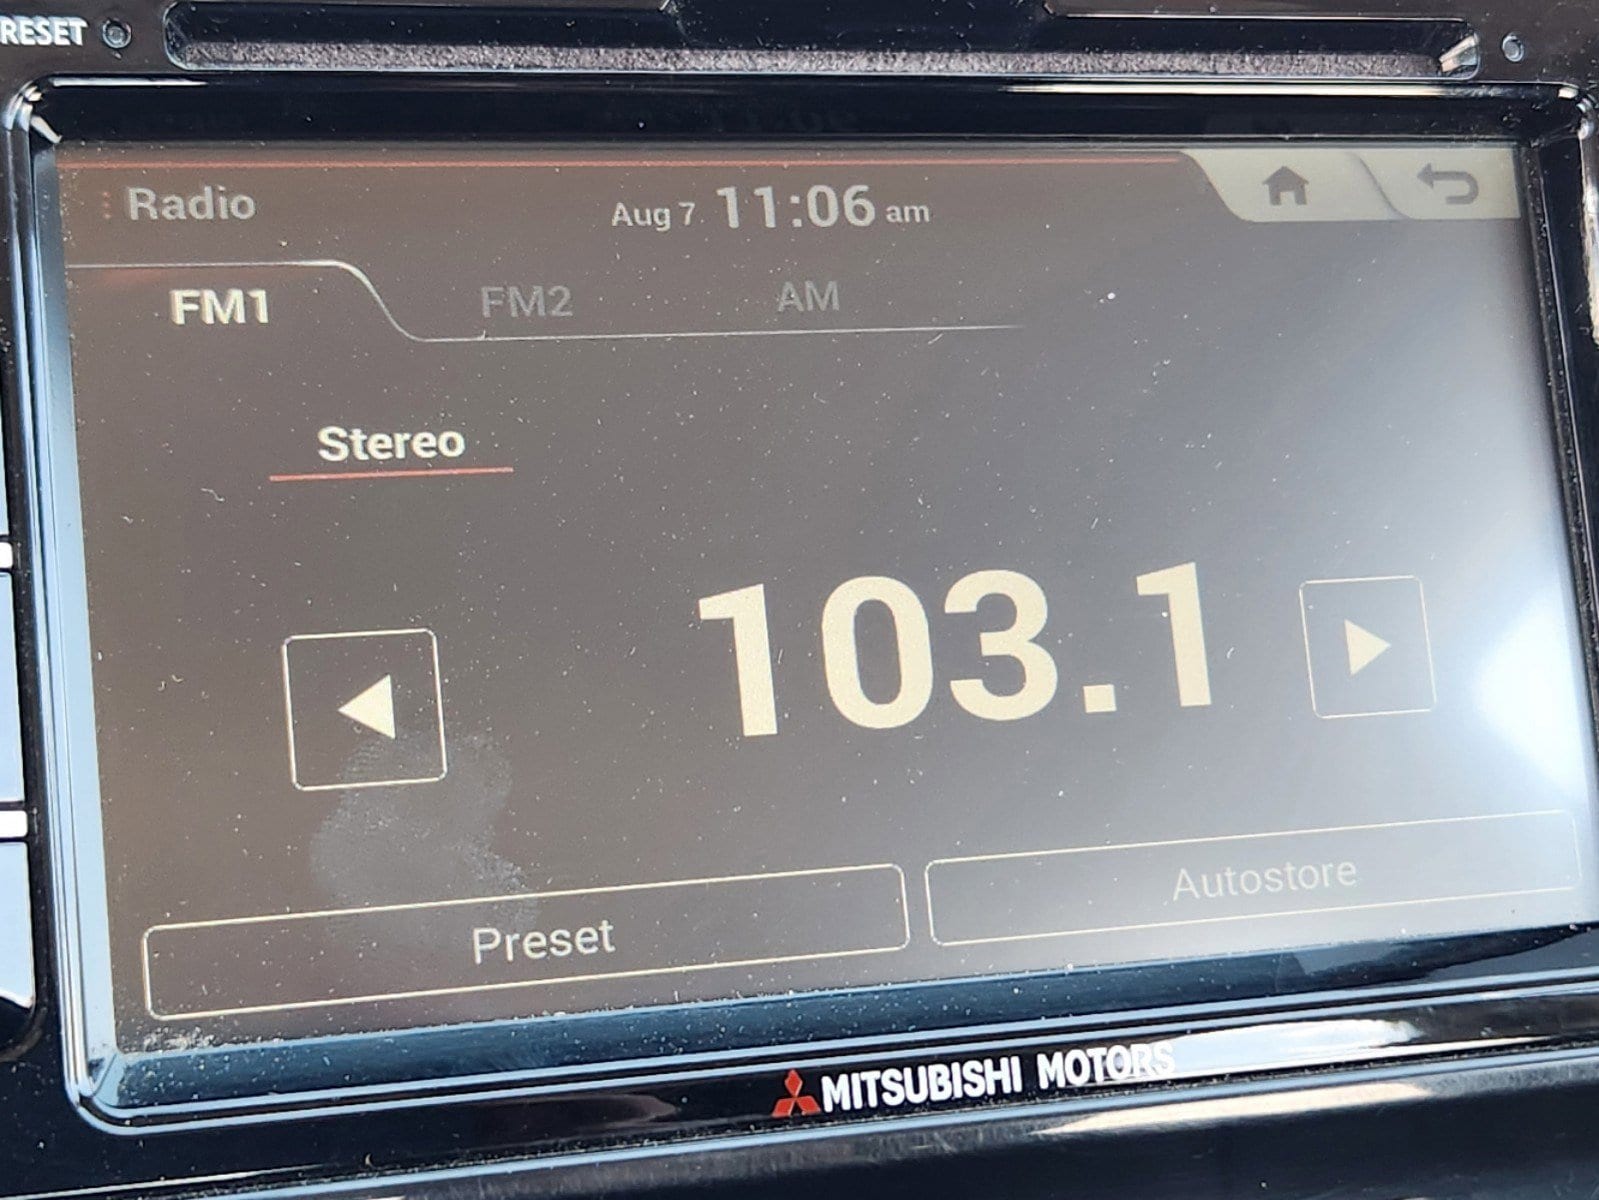 RESET
Radio
Aug 7 11:06 am
FM1 FM2 AM
Stereo
103.1
Preset Autostore
MITSUBISHI MOTORS